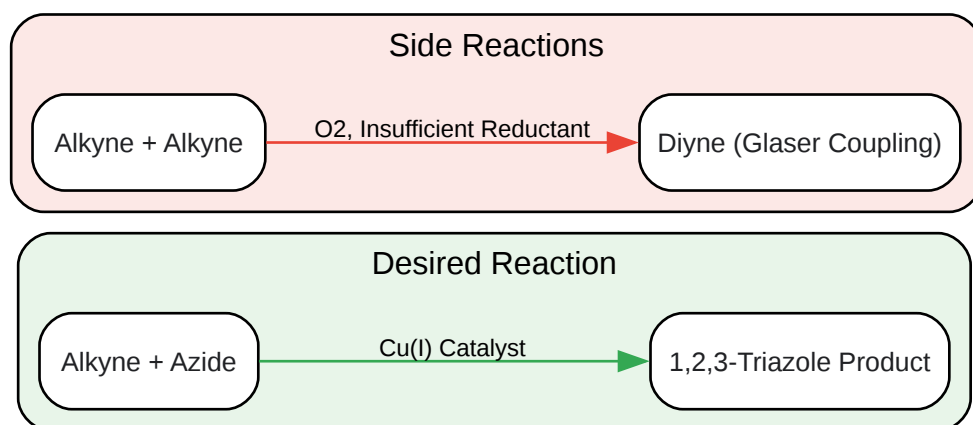 Side Reactions
Alkyne + Alkyne
O2, Insufficient Reductant
Diyne (Glaser Coupling)
Desired Reaction
Alkyne + Azide
Cu(I) Catalyst
1,2,3-Triazole Product